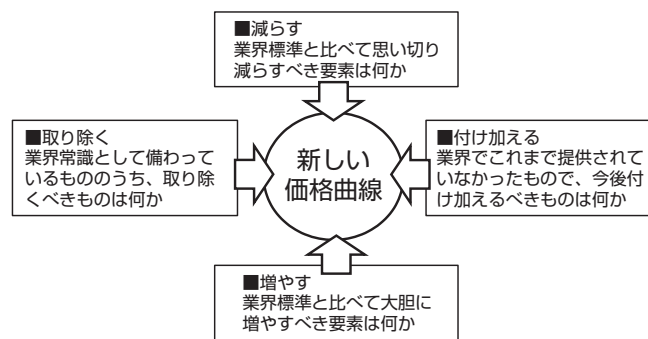 ■減らす
業界標準と比べて思い切り
減らすべき要素は何か
■取り除く
業界常識として備わって
いるもののうち、取り除
くべきものは何か
新しい
価格曲線
■付け加える
業界でこれまで提供されて
いなかったもので、今後付
け加えるべきものは何か
■増やす
業界標準と比べて大胆に
増やすべき要素は何か